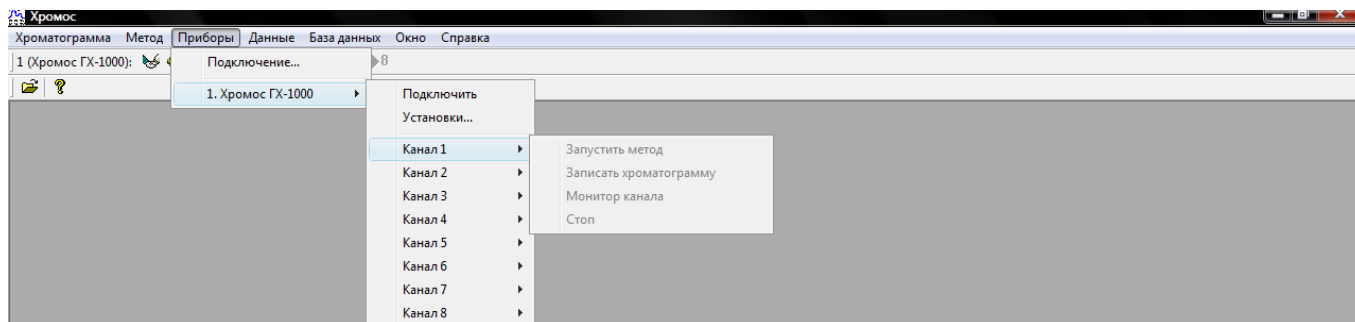 Хромос
Хроматограмма Метод Приборы Данные База данных Окно Справка
1 (Хромос ГХ-1000): 8
Подключение...
1. Хромос ГХ-1000
Подключить
Установки...
Канал 1
Запустить метод
Канал 2
Записать хроматограмму
Канал 3
Монитор канала
Канал 4
Стоп
Канал 5
Канал 6
Канал 7
Канал 8